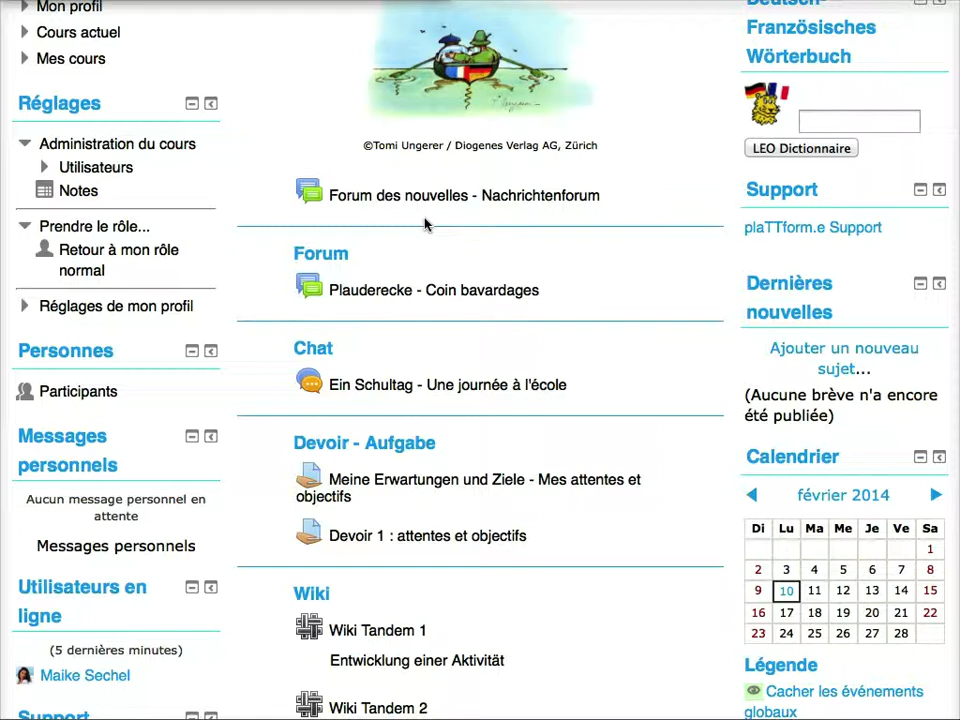 Mon profil
Cours actuel
Mes cours
Réglages
Administration du cours
Utilisateurs
Notes
Prendre le rôle...
Retour à mon rôle
normal
Réglages de mon profil
Personnes
Participants
Messages
personnels
Aucun message personnel en
attente
Messages personnels
Utilisateurs en
ligne
(5 dernières minutes)
Maike Sechel
Support
©Tomi Ungerer / Diogenes Verlag AG, Zürich
Forum des nouvelles - Nachrichtenforum
Forum
Plauderecke - Coin bavardages
Chat
Ein Schultag - Une journée à l'école
Devoir - Aufgabe
Meine Erwartungen und Ziele - Mes attentes et
objectifs
Devoir 1 : attentes et objectifs
Wiki
Wiki Tandem 1
Entwicklung einer Aktivität
Wiki Tandem 2
Deutsch-
Französisches
Wörterbuch
LEO Dictionnaire
Support
plaTTform.e Support
Dernières
nouvelles
Ajouter un nouveau
sujet...
(Aucune brève n'a encore
été publiée)
Calendrier
février 2014
Di Lu Ma Me Je Ve Sa
1
2 3 4 5 6 7 8
9 10 11 12 13 14 15
16 17 18 19 20 21 22
23 24 25 26 27 28
Légende
Cacher les événements
globaux